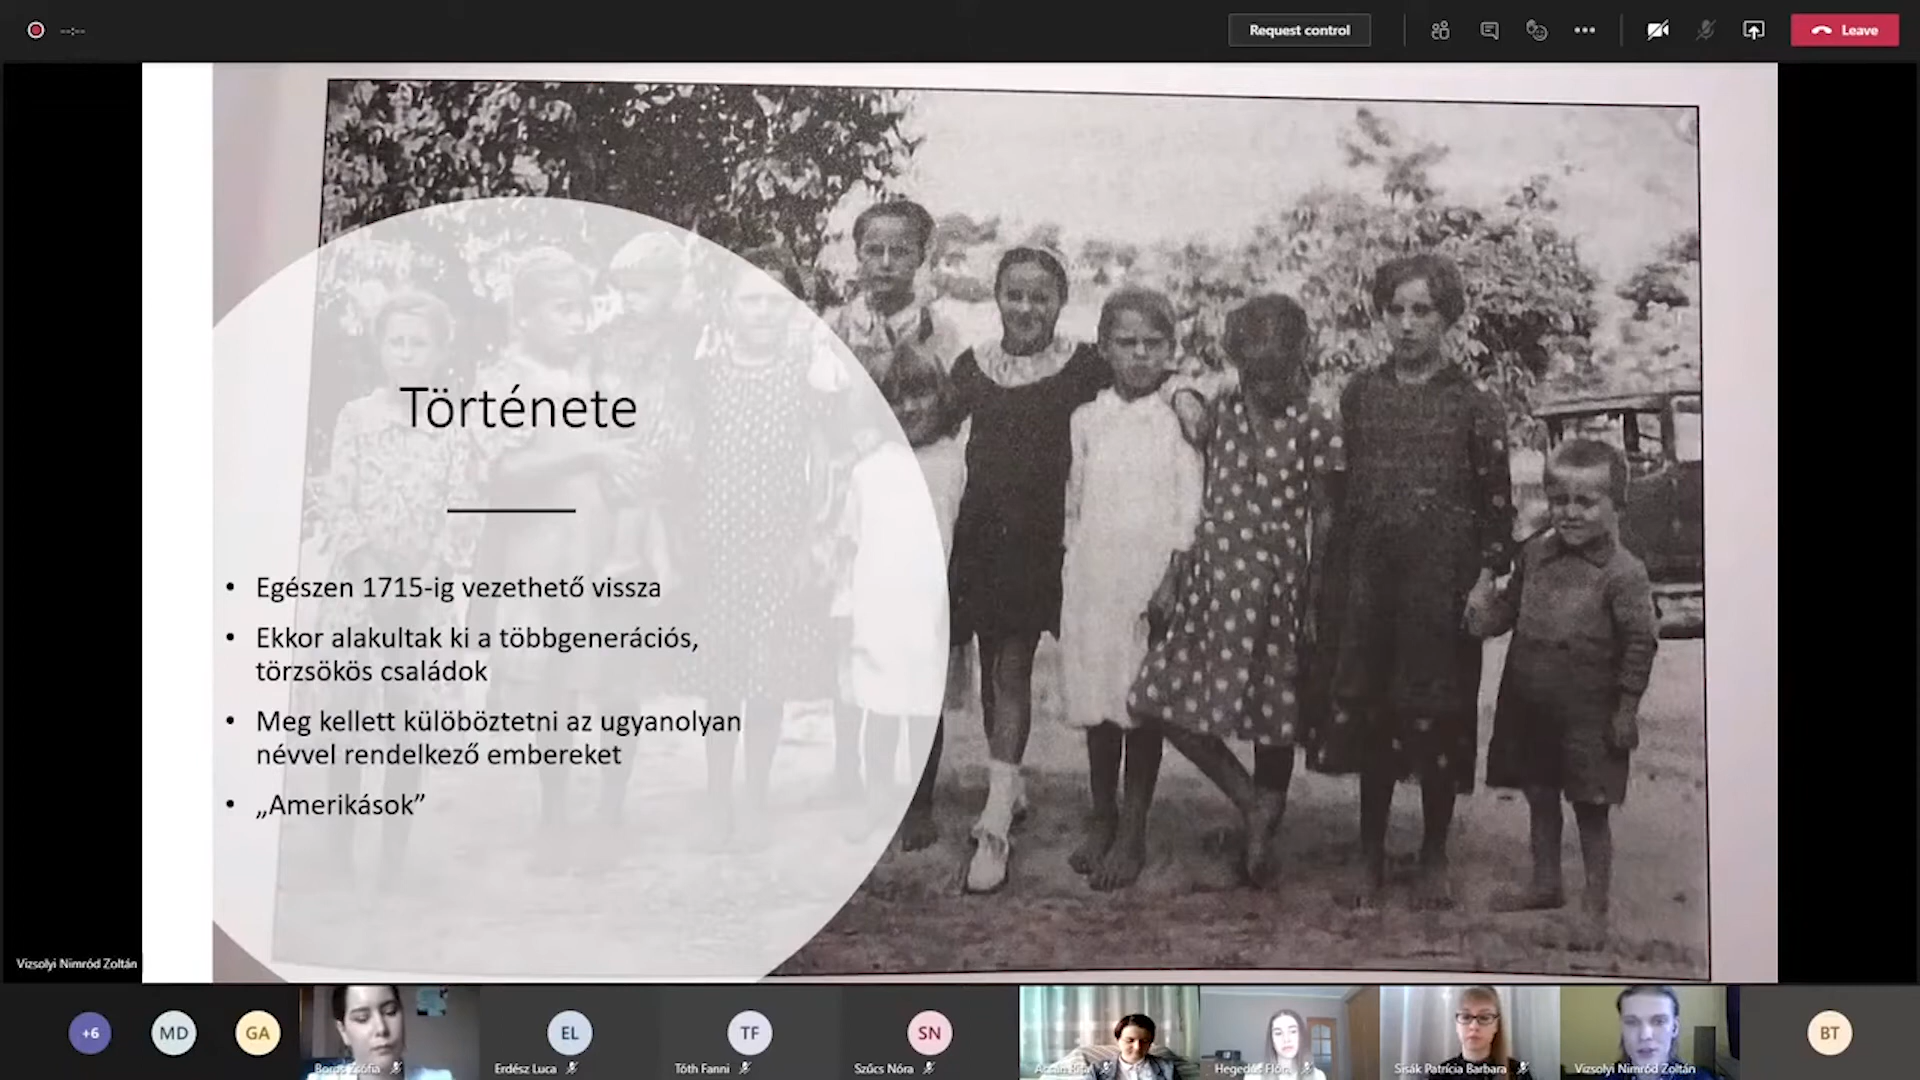 --:--
Request control
Leave
Története
• Egészen 1715-ig vezethető vissza
• Ekkor alakultak ki a többgenerációs,
törzsökös családok
• Meg kellett külöböztetni az ugyanolyan
névvel rendelkező embereket
• „Amerikások”
Vizsolyi Nimród Zoltán
+6
MD
GA
EL
TF
SN
BT
Erdész Luca
Tóth Fanni
Szűcs Nóra
Hegedűs Flóra
Sisák Patrícia Barbara
Vizsolyi Nimród Zoltán